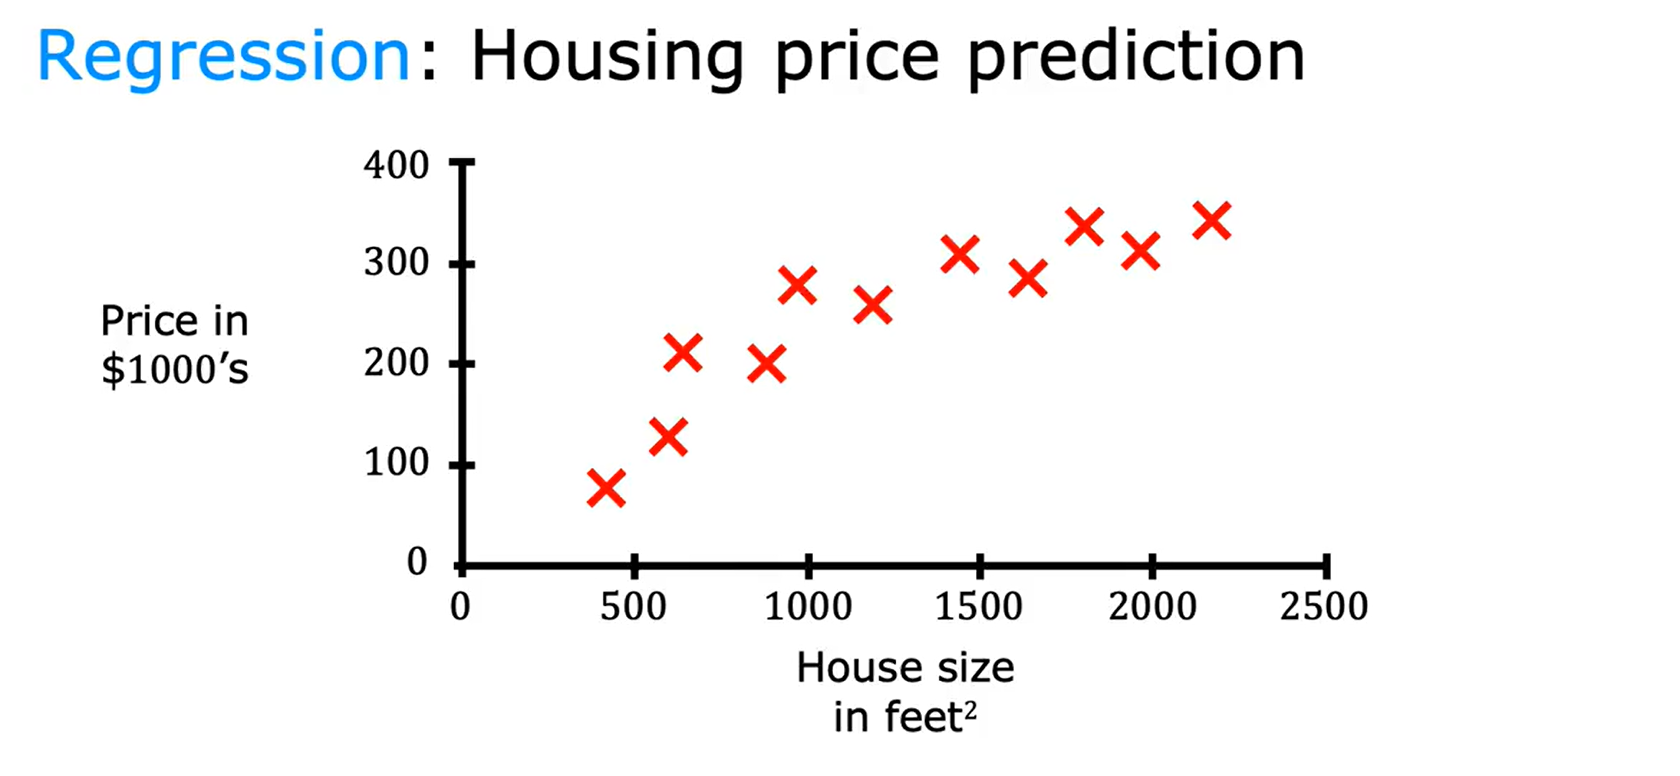 Regression: Housing price prediction
400
300
Price in
$1000’s
200
100
0
0 500 1000 1500 2000 2500
House size
in feet²